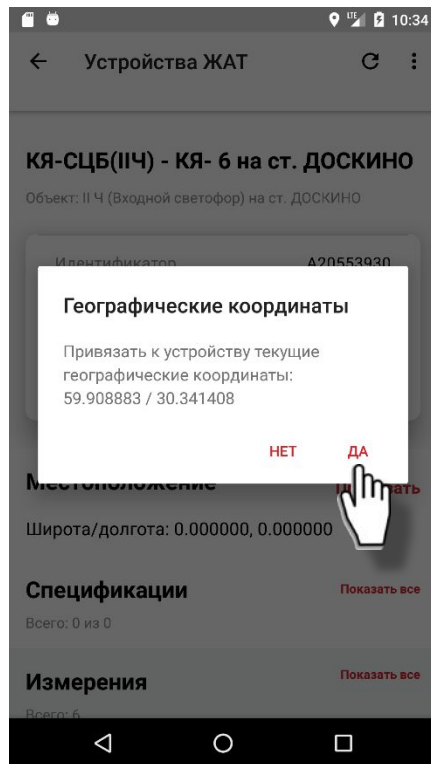 LTE 10:34
Устройства ЖАТ
КЯ-СЦБ(IIЧ) - КЯ- 6 на ст. ДОСКИНО
Объект: II Ч (Входной светофор) на ст. ДОСКИНО
Идентификатор A20553930
Географические координаты
Привязать к устройству текущие
географические координаты:
59.908883 / 30.341408
НЕТ ДА
Местоположение
Широта/долгота: 0.000000, 0.000000
Спецификации Показать все
Всего: 0 из 0
Измерения Показать все
Всего: 6